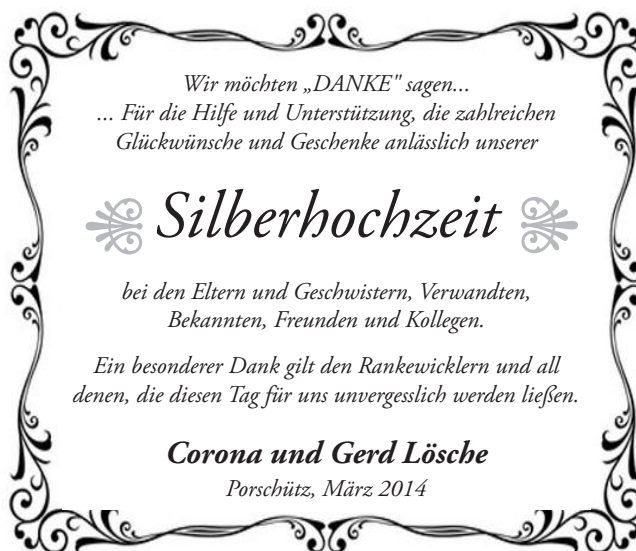 Wir möchten „DANKE" sagen...
... Für die Hilfe und Unterstützung, die zahlreichen
Glückwünsche und Geschenke anlässlich unserer
Silberhochzeit
bei den Eltern und Geschwistern, Verwandten,
Bekannten, Freunden und Kollegen.
Ein besonderer Dank gilt den Rankewicklern und all
denen, die diesen Tag für uns unvergesslich werden ließen.
Corona und Gerd Lösche
Porschütz, März 2014